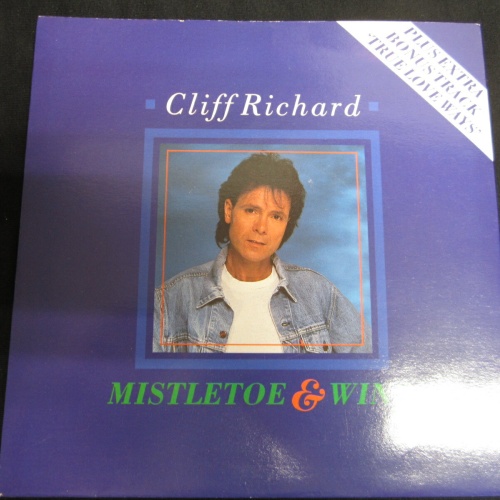 PLUS EXTRA
BONUS TRACK
'TRUE LOVE WAYS'
Cliff Richard
MISTLETOE & WIN